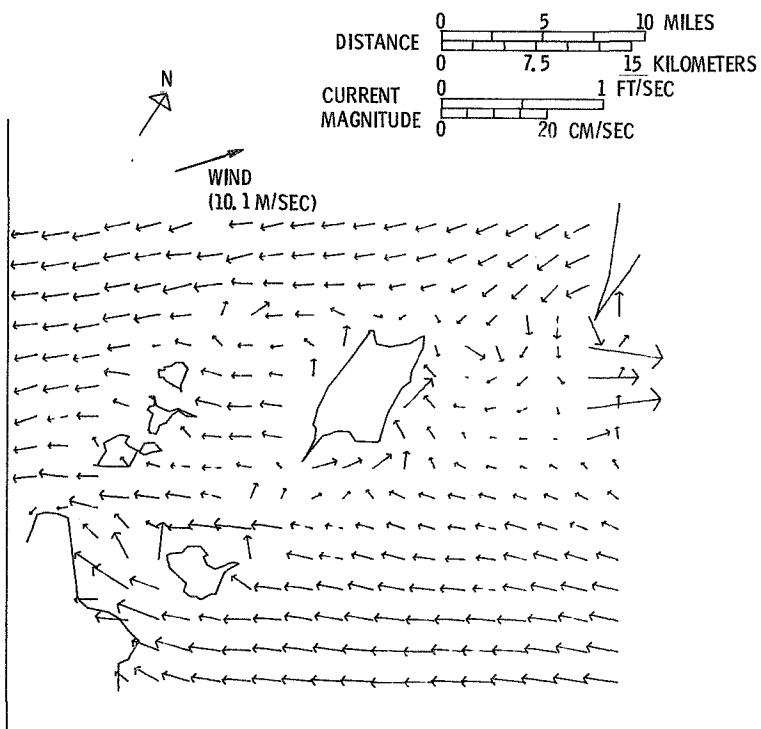 0 5 10 MILES
DISTANCE
0 7.5 15 KILOMETERS
0 1 FT/SEC
CURRENT
MAGNITUDE
0 20 CM/SEC
N
WIND
(10.1 M/SEC)